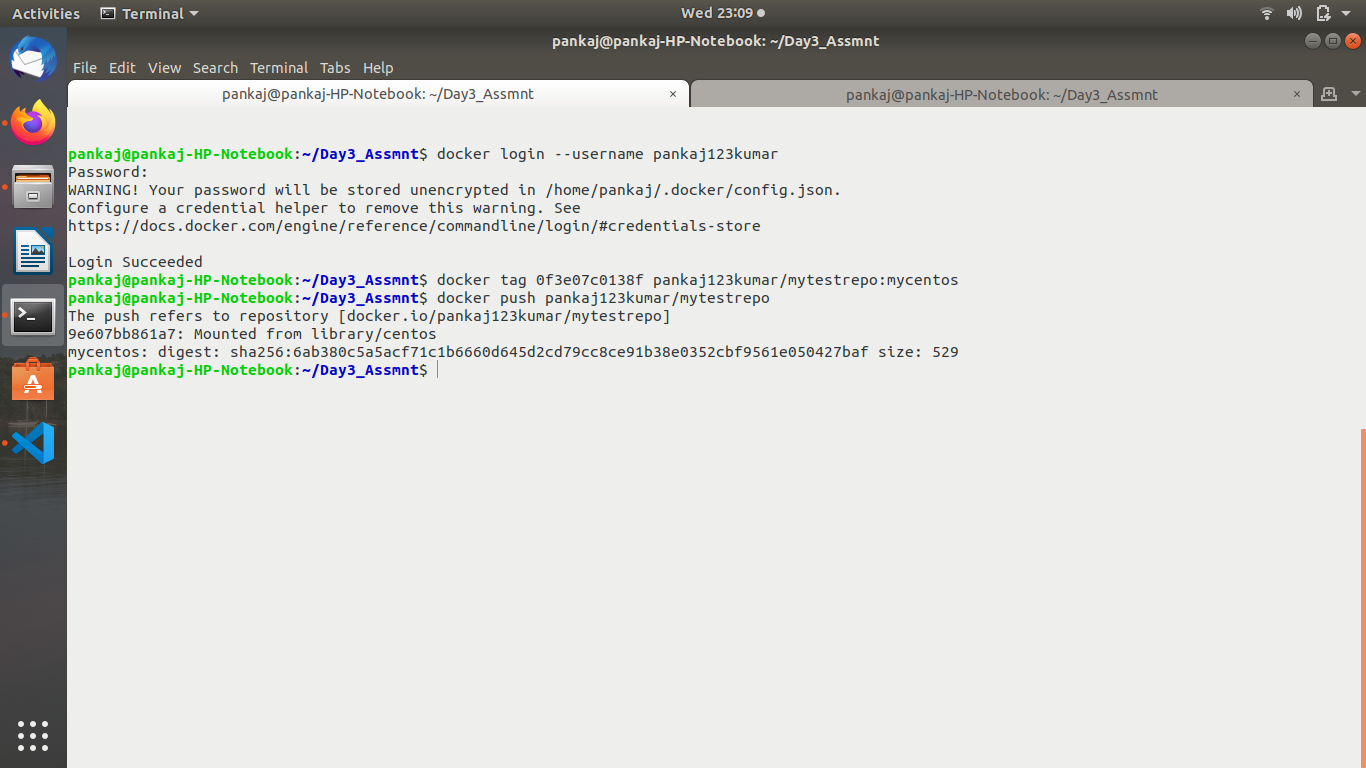 Activities
Terminal
Wed 23:09
pankaj@pankaj-HP-Notebook: ~/Day3_Assmnt
File Edit View Search Terminal Tabs Help
pankaj@pankaj-HP-Notebook: ~/Day3_Assmnt ×
pankaj@pankaj-HP-Notebook: ~/Day3_Assmnt ×
pankaj@pankaj-HP-Notebook:~/Day3_Assmnt$ docker login --username pankaj123kumar
Password:
WARNING! Your password will be stored unencrypted in /home/pankaj/.docker/config.json.
Configure a credential helper to remove this warning. See
https://docs.docker.com/engine/reference/commandline/login/#credentials-store

Login Succeeded
pankaj@pankaj-HP-Notebook:~/Day3_Assmnt$ docker tag 0f3e07c0138f pankaj123kumar/mytestrepo:mycentos
pankaj@pankaj-HP-Notebook:~/Day3_Assmnt$ docker push pankaj123kumar/mytestrepo
The push refers to repository [docker.io/pankaj123kumar/mytestrepo]
9e607bb861a7: Mounted from library/centos
mycentos: digest: sha256:6ab380c5a5acf71c1b6660d645d2cd79cc8ce91b38e0352cbf9561e050427baf size: 529
pankaj@pankaj-HP-Notebook:~/Day3_Assmnt$